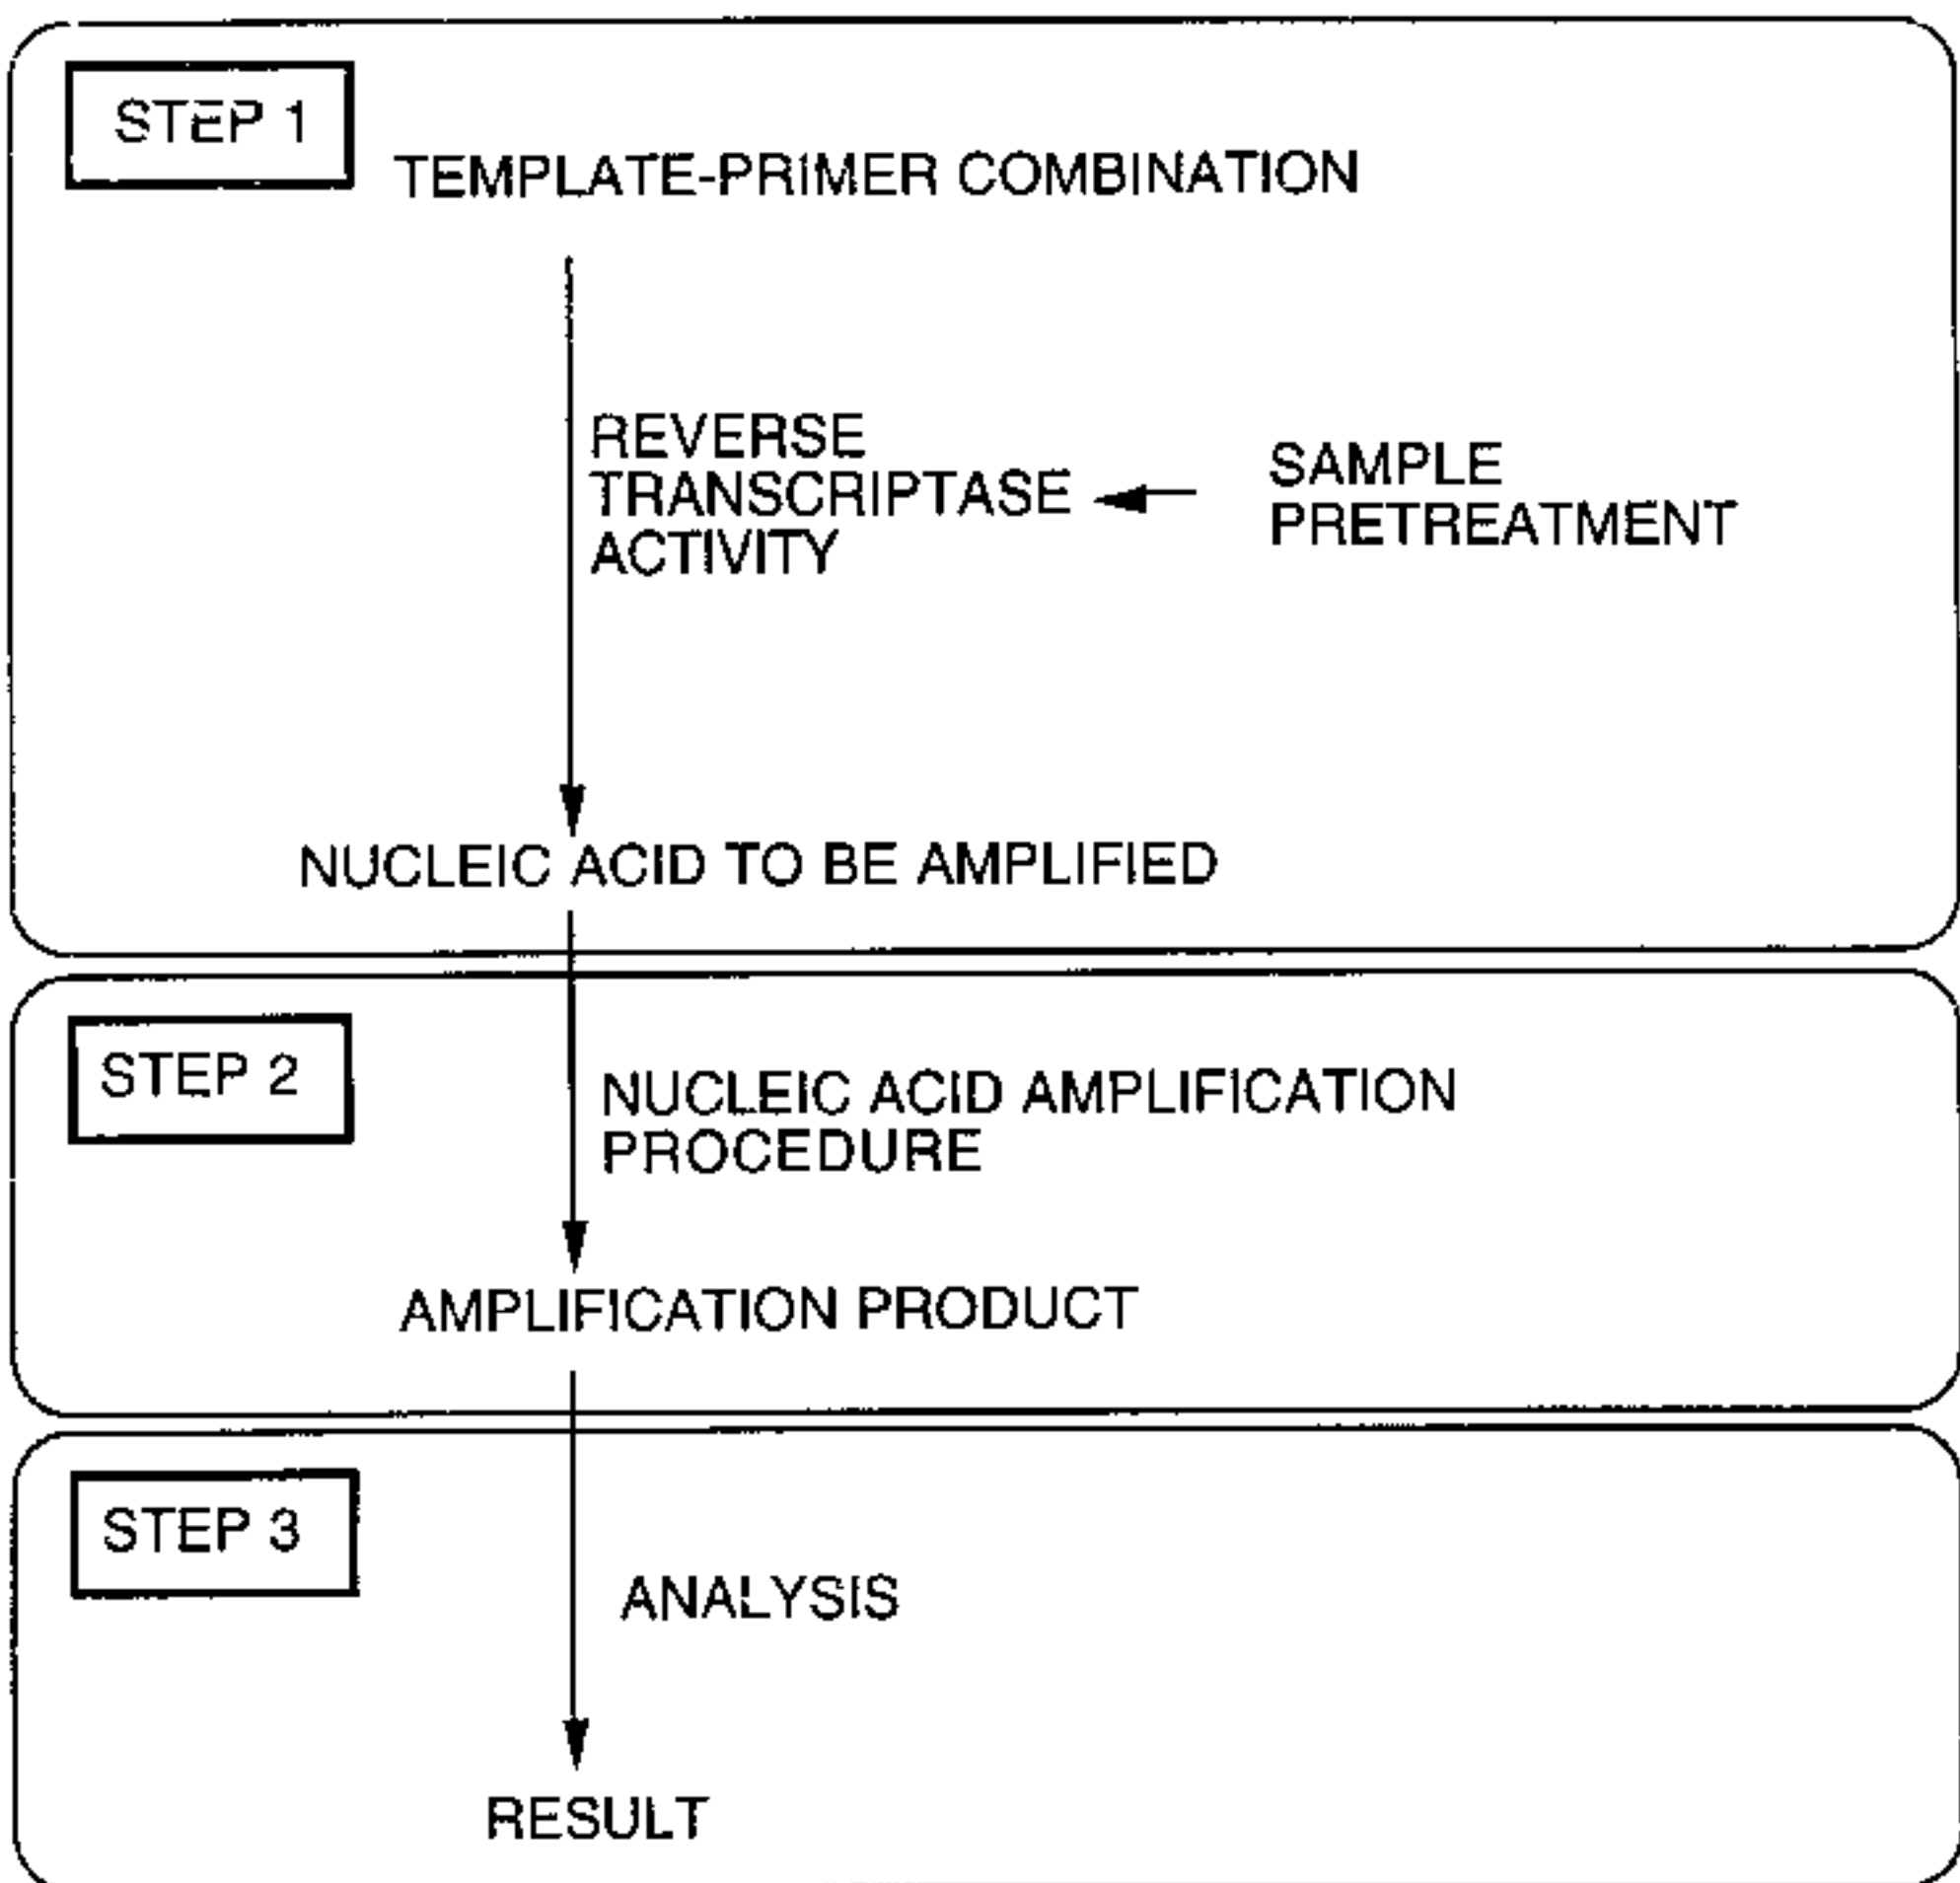 STEP 1
TEMPLATE-PRIMER COMBINATION
REVERSE
TRANSCRIPTASE
ACTIVITY
SAMPLE
PRETREATMENT
NUCLEIC ACID TO BE AMPLIFIED
STEP 2
NUCLEIC ACID AMPLIFICATION
PROCEDURE
AMPLIFICATION PRODUCT
STEP 3
ANALYSIS
RESULT